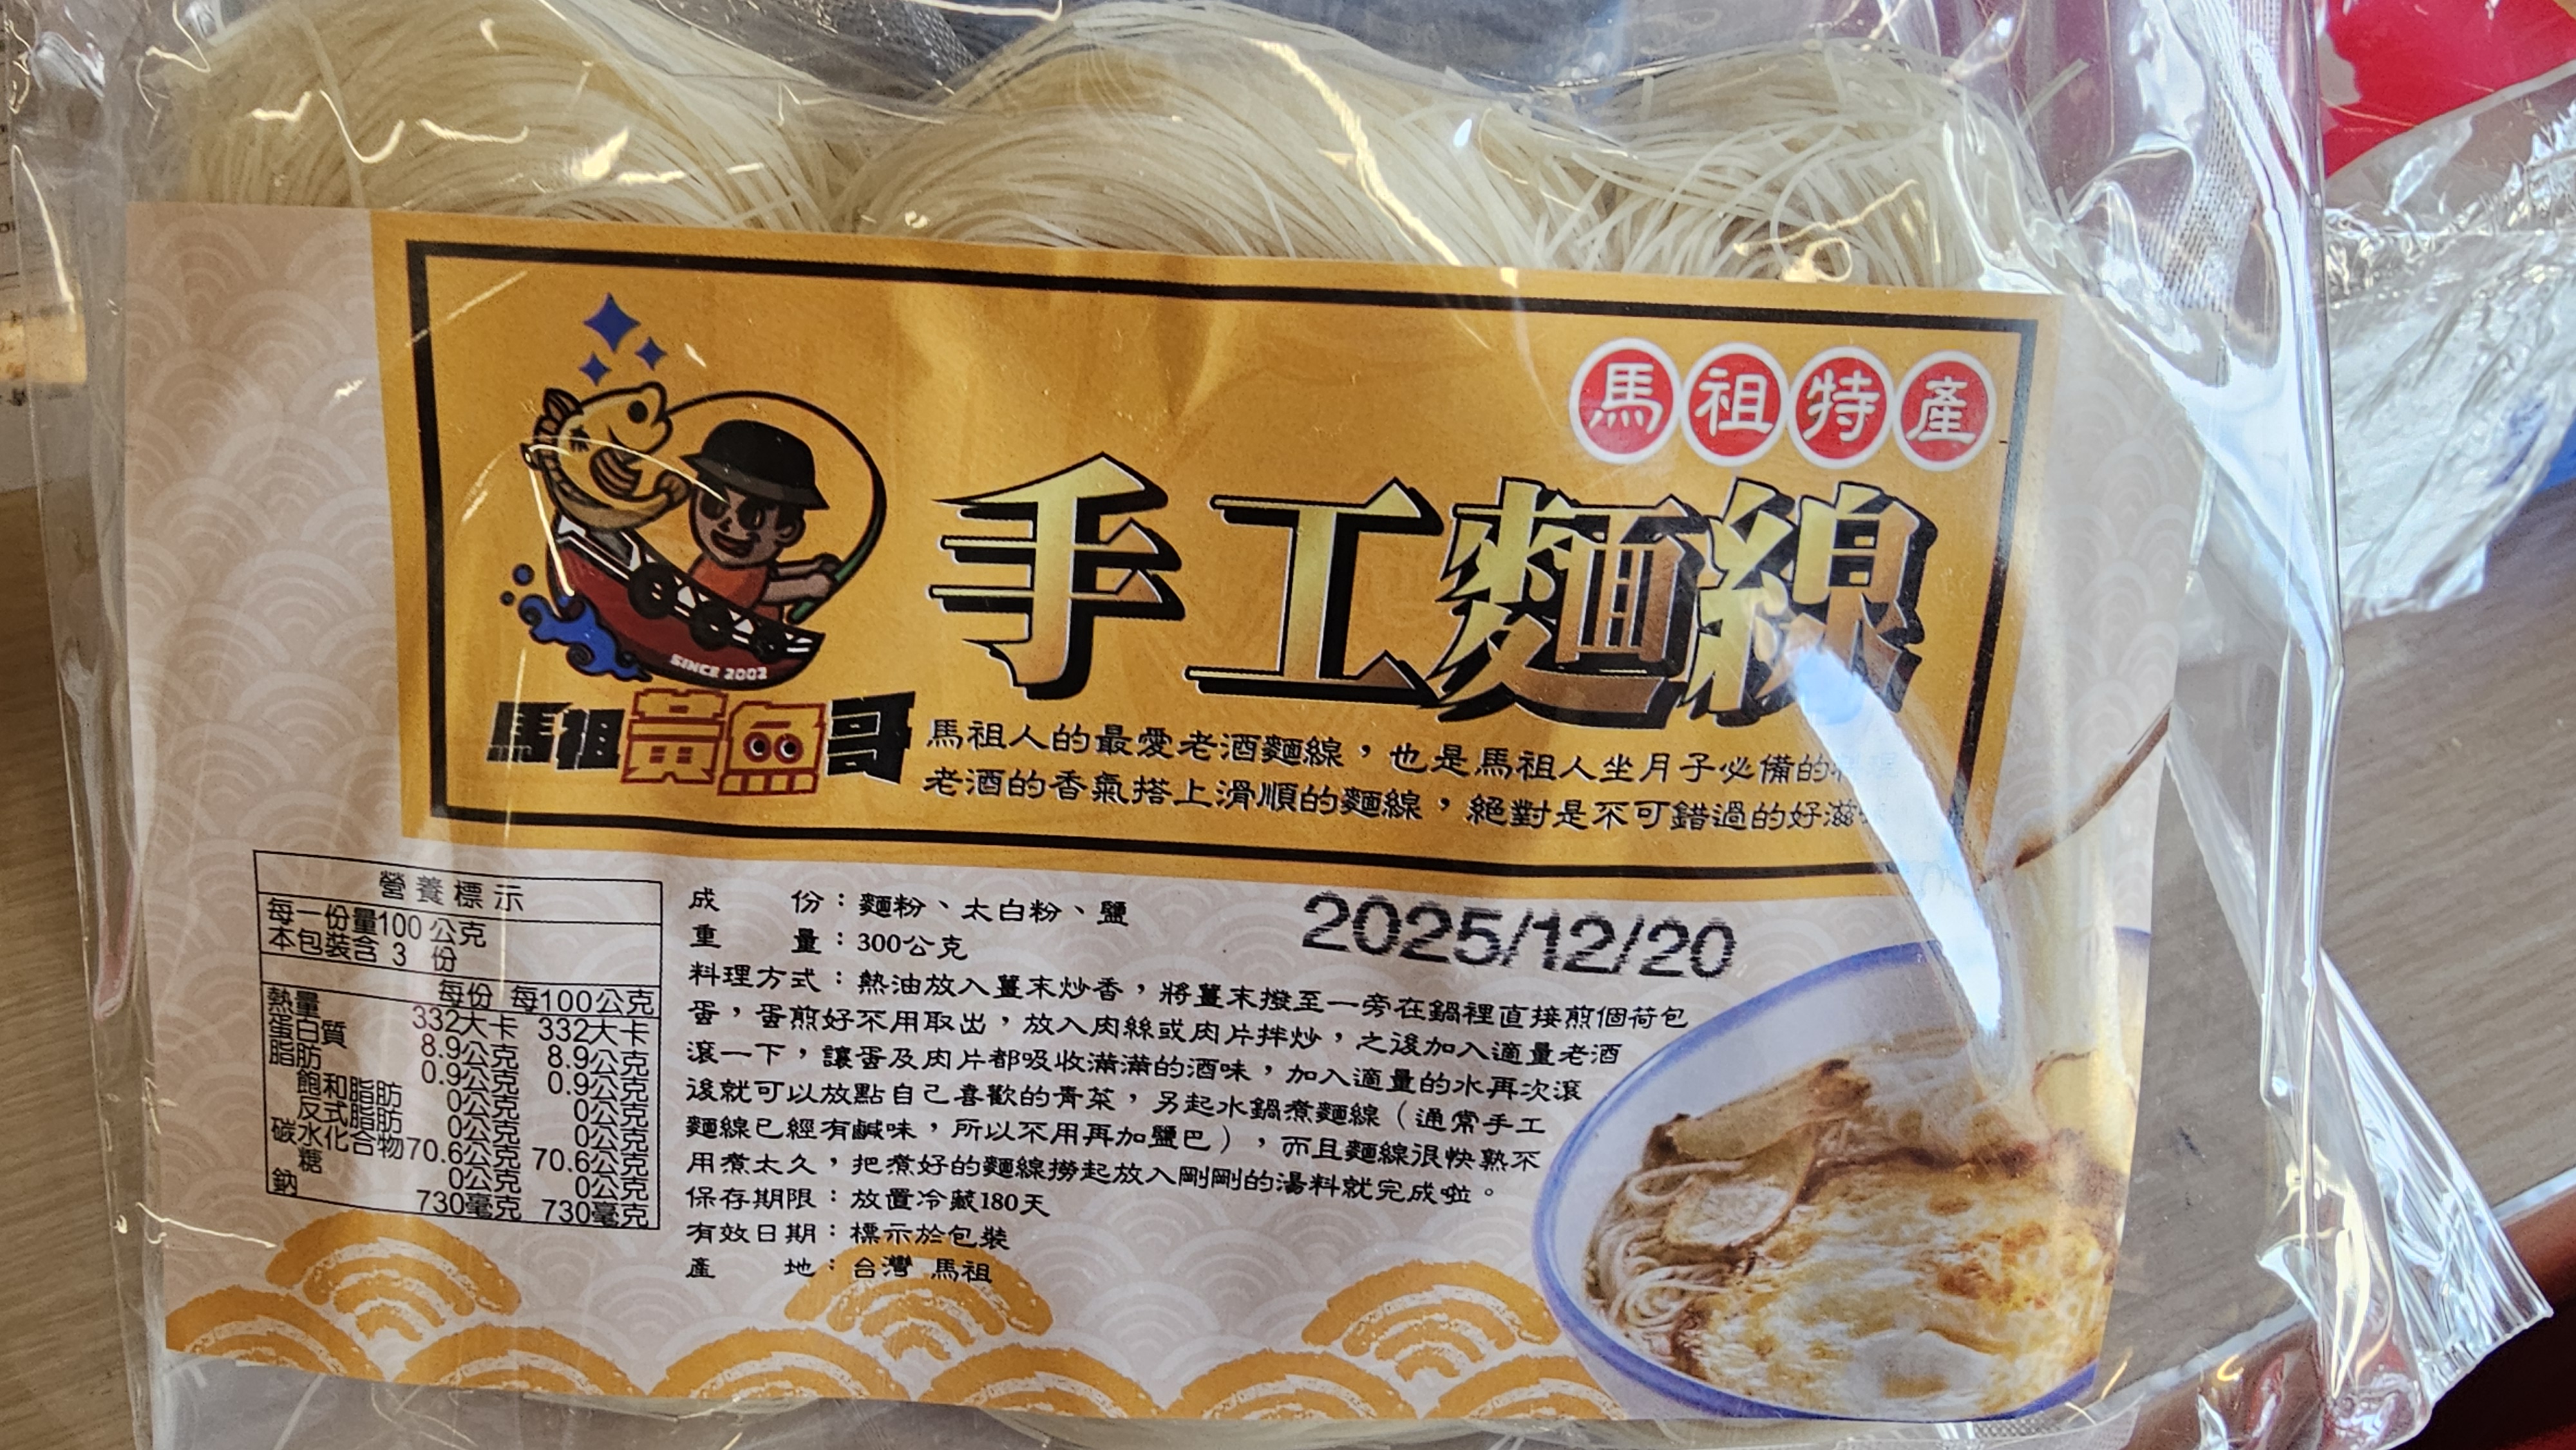 馬祖特產
手工麵線
SINCE 2002
馬祖黃魚哥
馬祖人的最愛老酒麵線，也是馬祖人坐月子必備的
老酒的香氣搭上滑順的麵線，絕對是不可錯過的好滋
營養標示
每一份量100公克
本包裝含 3 份
每份 每100公克
熱量 332大卡 332大卡
蛋白質 8.9公克 8.9公克
脂肪 0.9公克 0.9公克
飽和脂肪 0公克 0公克
反式脂肪 0公克 0公克
碳水化合物 70.6公克 70.6公克
糖 0公克 0公克
鈉 730毫克 730毫克
成份：麵粉、太白粉、鹽
重量：300公克
2025/12/20
料理方式：熱油放入薑末炒香，將薑末撥至一旁在鍋裡直接煎個荷包
蛋，蛋煎好不用取出，放入肉絲或肉片拌炒，之後加入適量老酒
滾一下，讓蛋及肉片都吸收滿滿的酒味，加入適量的水再次滾
後就可以放點自己喜歡的青菜，另起水鍋煮麵線（通常手工
麵線已經有鹹味，所以不用再加鹽巴），而且麵線很快熟不
用煮太久，把煮好的麵線撈起放入剛剛的湯料就完成啦。
保存期限：放置冷藏180天
有效日期：標示於包裝
產地：台灣 馬祖